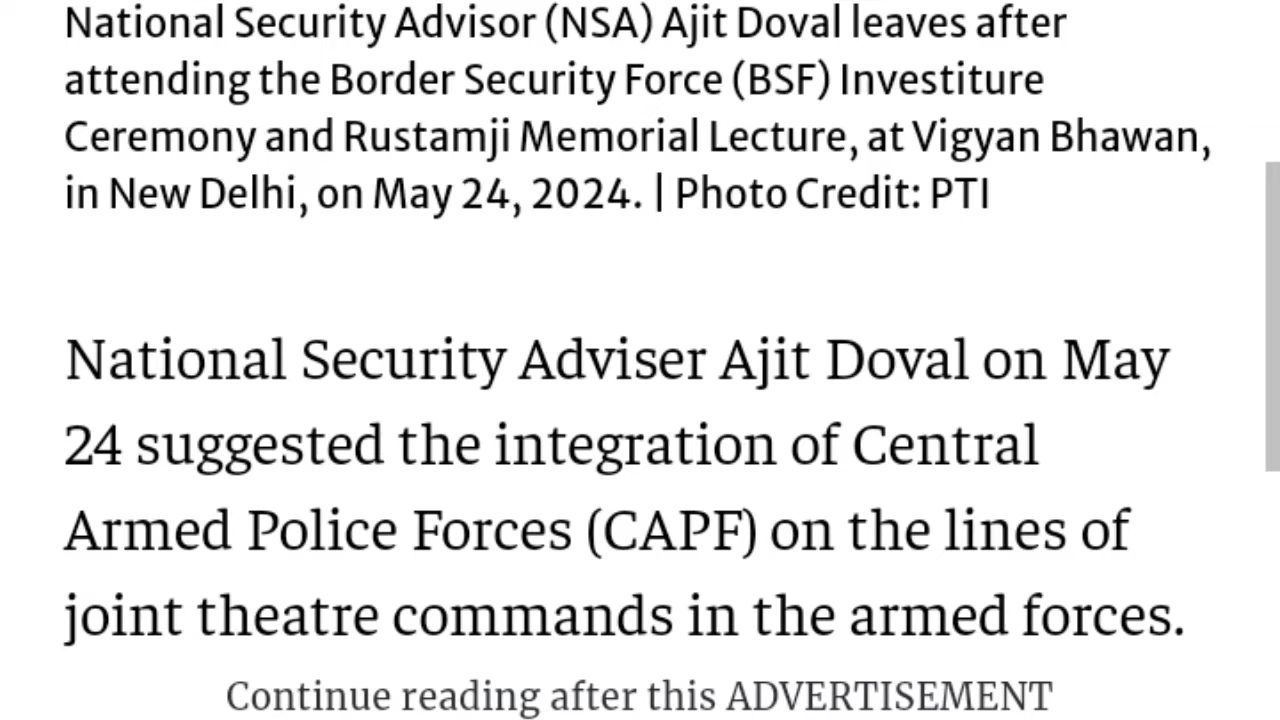 National Security Advisor (NSA) Ajit Doval leaves after
attending the Border Security Force (BSF) Investiture
Ceremony and Rustamji Memorial Lecture, at Vigyan Bhawan,
in New Delhi, on May 24, 2024. | Photo Credit: PTI
National Security Adviser Ajit Doval on May
24 suggested the integration of Central
Armed Police Forces (CAPF) on the lines of
joint theatre commands in the armed forces.
Continue reading after this ADVERTISEMENT